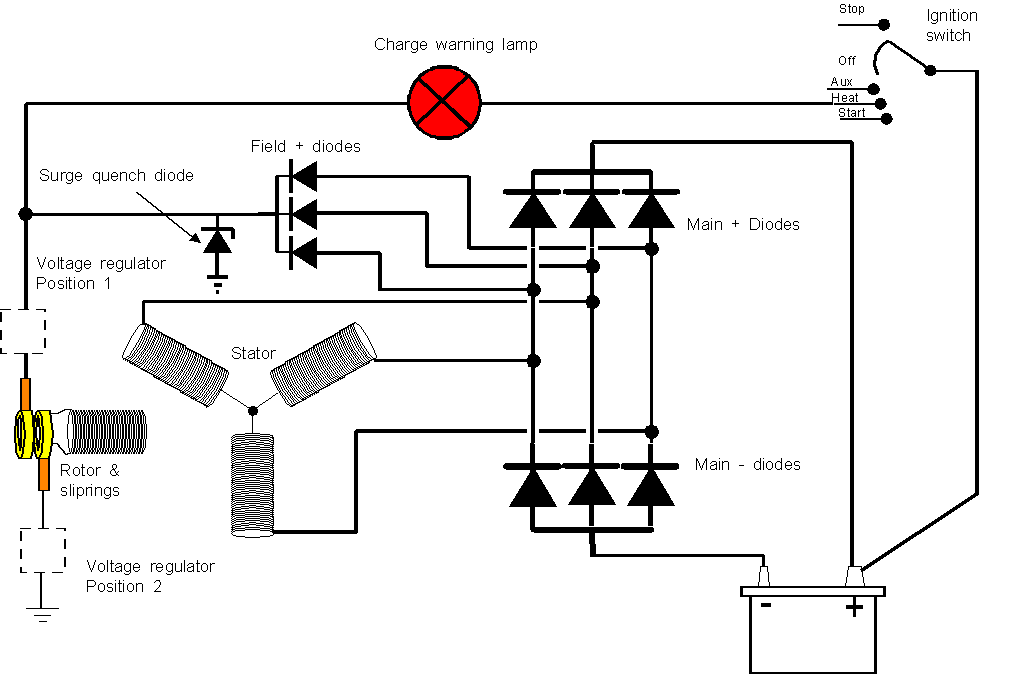 Stop
Ignition
switch
Charge warning lamp
Off
Aux
Heat
Start
Field + diodes
Surge quench diode
Main + Diodes
Voltage regulator
Position 1
Stator
Main - diodes
Rotor &
sliprings
Voltage regulator
Position 2
- +